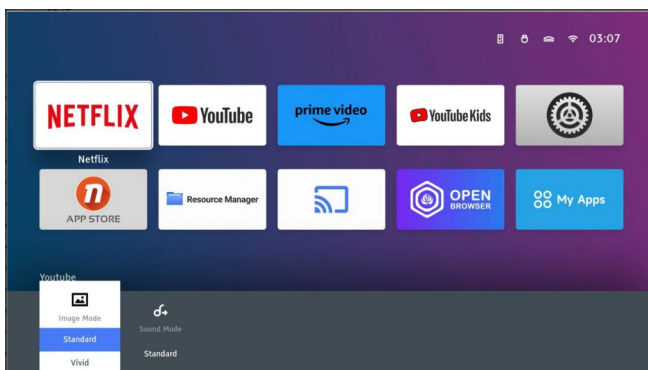 03:07
NETFLIX
YouTube
prime video
YouTube Kids
Netflix
APP STORE
Resource Manager
OPEN
BROWSER
My Apps
Youtube
Image Mode
Sound Mode
Standard
Standard
Vivid